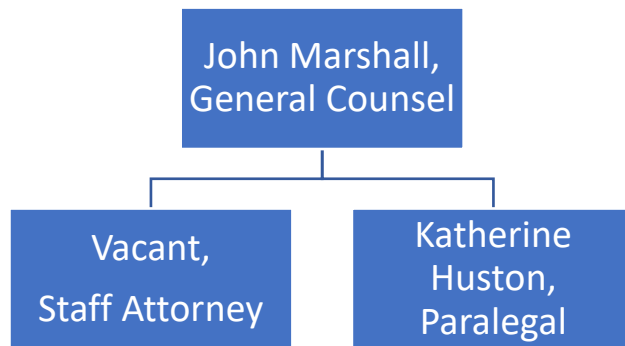 John Marshall,
General Counsel
Vacant,
Staff Attorney
Katherine
Huston,
Paralegal